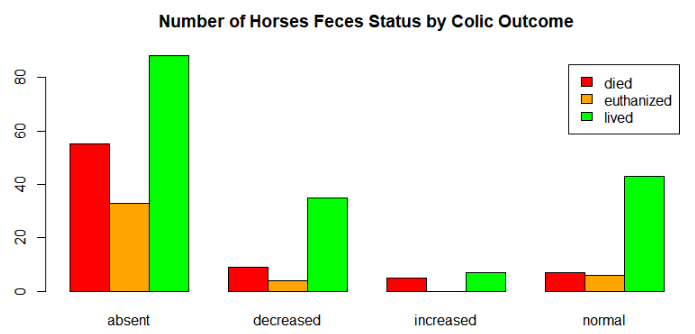 Number of Horses Feces Status by Colic Outcome
died
euthanized
lived
80
60
40
20
0
absent decreased increased normal